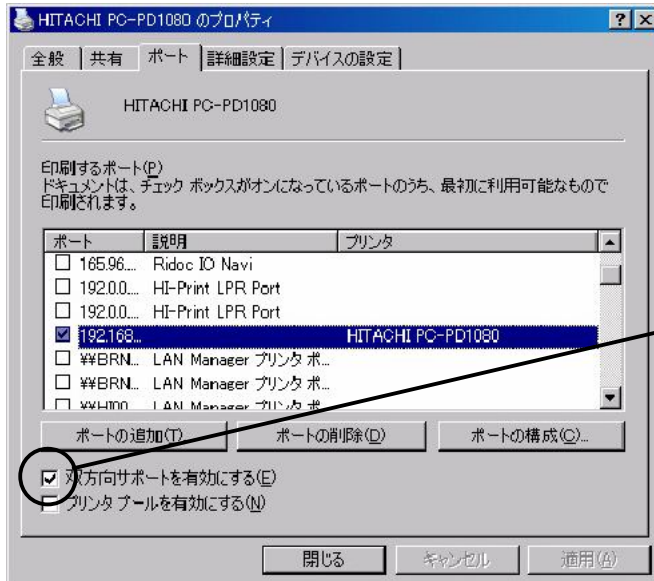 HITACHI PC-PD1080 のプロパティ
全般 共有 ポート 詳細設定 デバイスの設定
HITACHI PC-PD1080
印刷するポート(P)
ドキュメントは、チェック ボックスがオンになっているポートのうち、最初に利用可能なもので
印刷されます。
ポート 説明 プリンタ
165.96.... Ridoc IO Navi
192.0.0.... HI-Print LPR Port
192.0.0.... HI-Print LPR Port
192.168... HITACHI PC-PD1080
¥¥BRN... LAN Manager プリンタ ポ...
¥¥BRN... LAN Manager プリンタ ポ...
LAN Manager プリンタ ポ...
ポートの追加(T)... ポートの削除(D) ポートの構成(C)...
双方向サポートを有効にする(E)
プリンタ プールを有効にする(N)
閉じる キャンセル 適用(A)